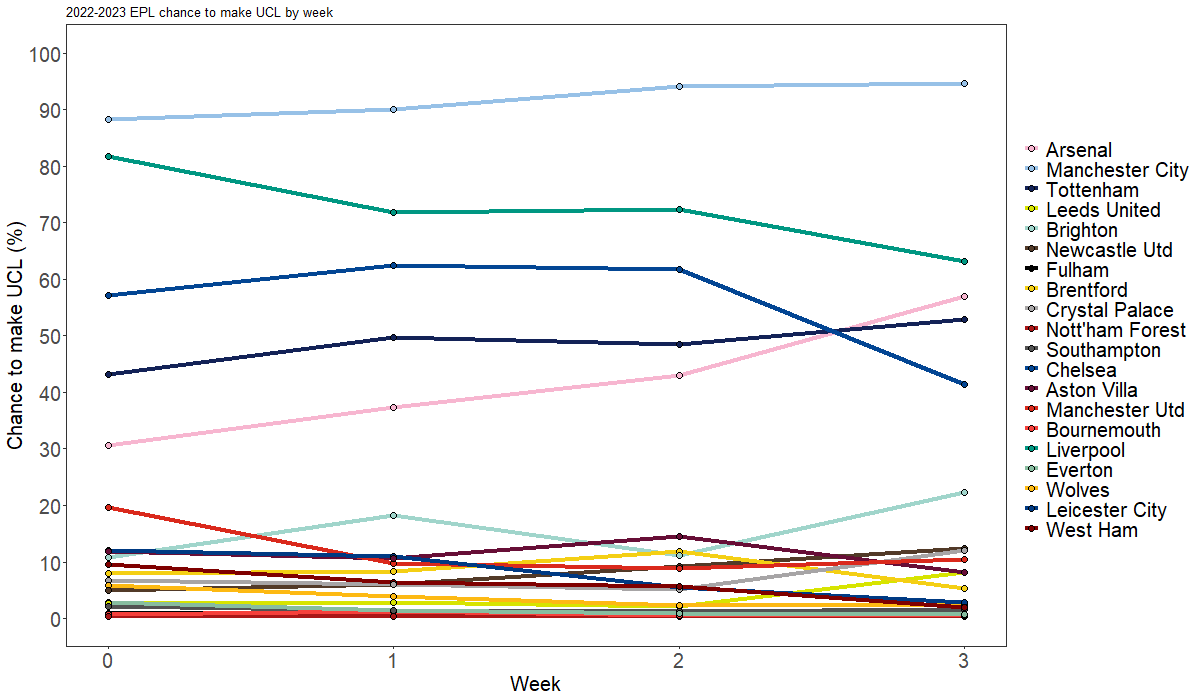 2022-2023 EPL chance to make UCL by week
Chance to make UCL (%)
100
90
80
70
60
50
40
30
20
10
0
0 1 2 3
Week
Arsenal
Manchester City
Tottenham
Leeds United
Brighton
Newcastle Utd
Fulham
Brentford
Crystal Palace
Nott'ham Forest
Southampton
Chelsea
Aston Villa
Manchester Utd
Bournemouth
Liverpool
Everton
Wolves
Leicester City
West Ham